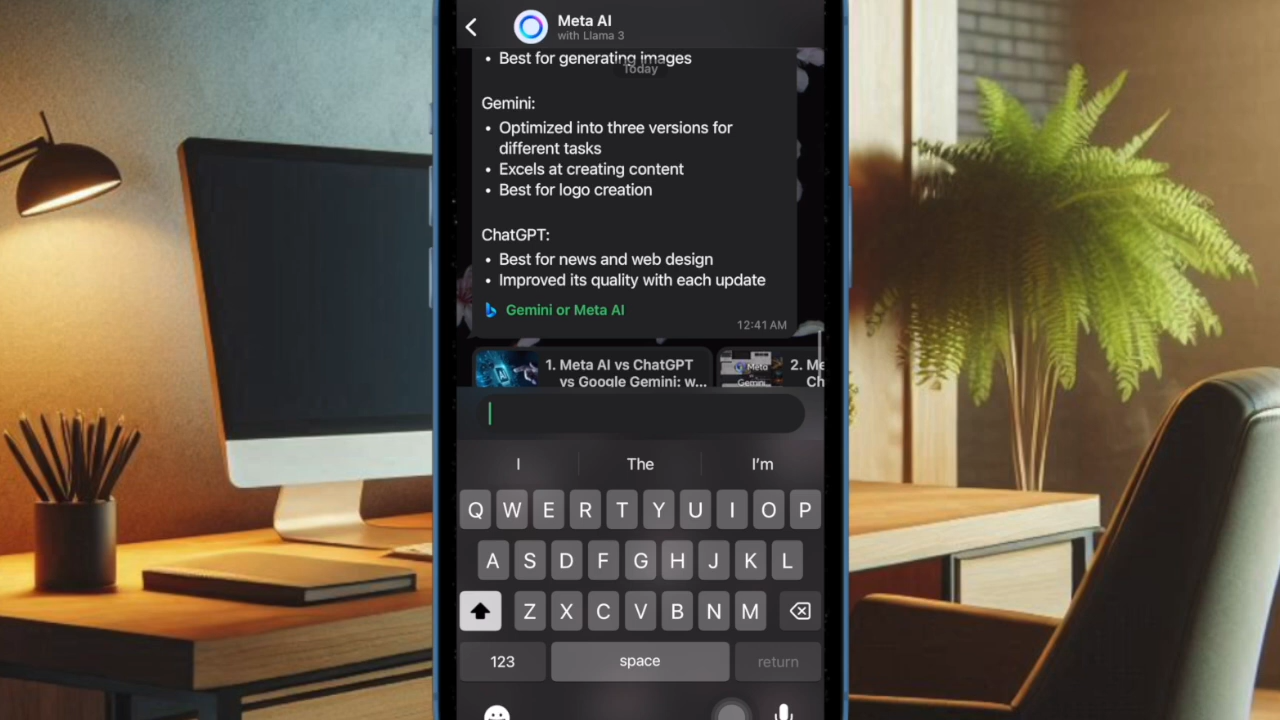 Meta AI
with Llama 3
• Best for generating images
Today
Gemini:
• Optimized into three versions for
different tasks
• Excels at creating content
• Best for logo creation
ChatGPT:
• Best for news and web design
• Improved its quality with each update
Gemini or Meta AI
12:41 AM
1. Meta AI vs ChatGPT
vs Google Gemini: w...
Meta
Gemini
2. Me
Ch
I The I'm
Q W E R T Y U I O P
A S D F G H J K L
Z X C V B N M
123 space return